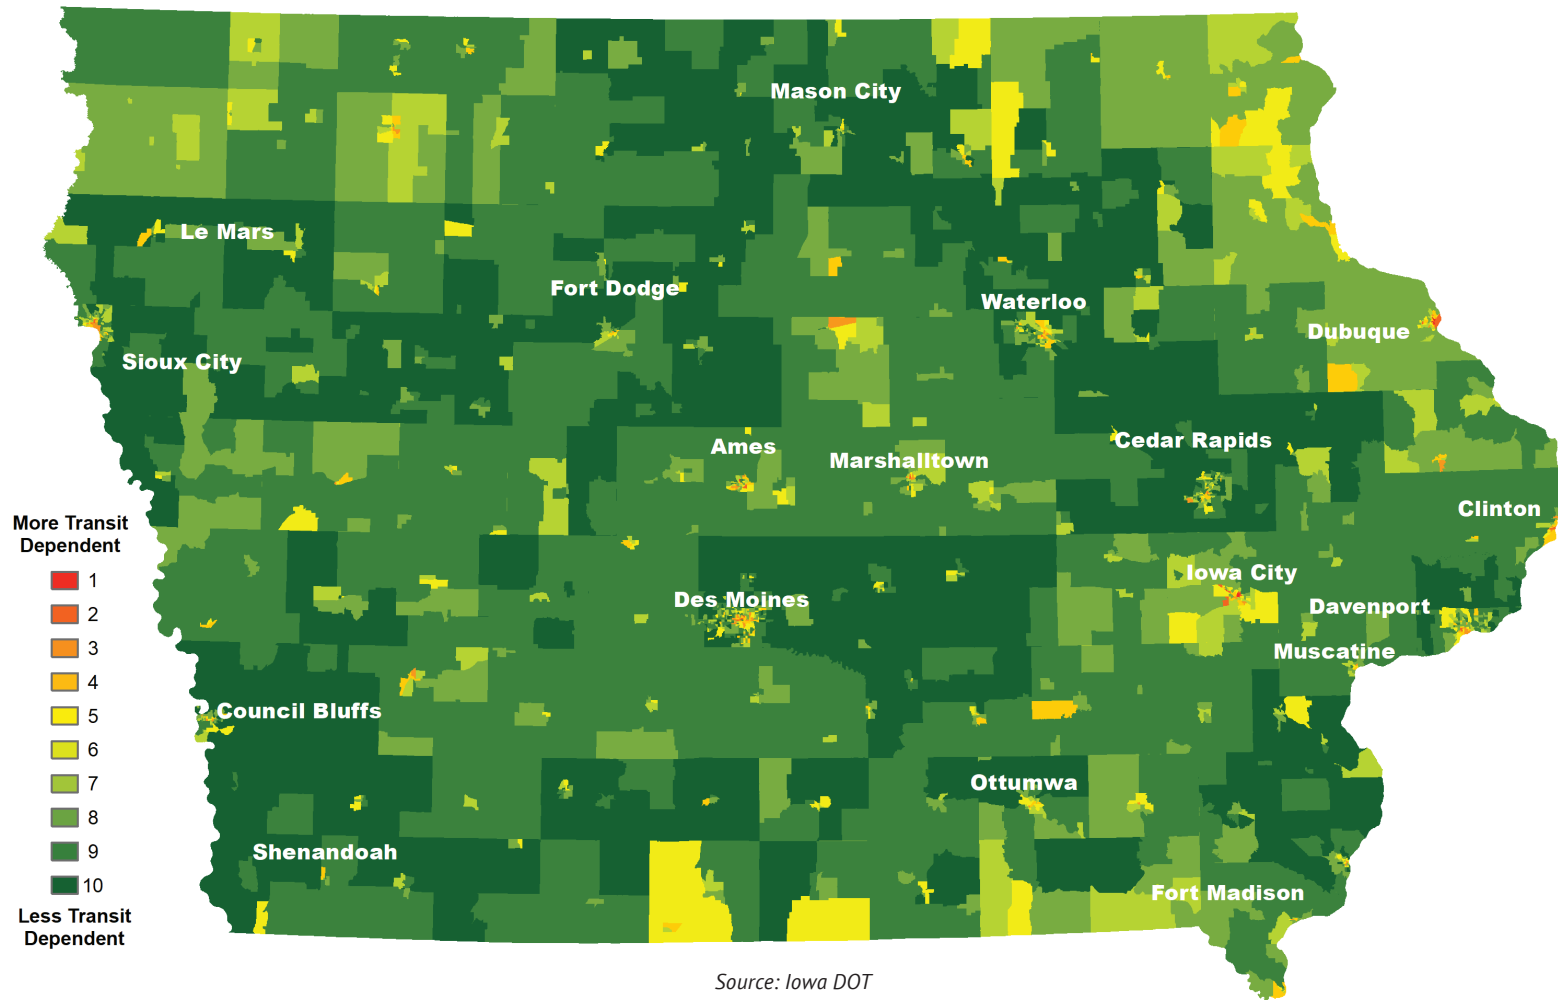 Mason City
Le Mars
Fort Dodge
Waterloo
Dubuque
Sioux City
Ames
Cedar Rapids
Marshalltown
Clinton
More Transit
Dependent
1
2
3
4
5
6
7
8
9
10
Less Transit
Dependent
Iowa City
Des Moines
Davenport
Muscatine
Council Bluffs
Ottumwa
Shenandoah
Fort Madison
Source: Iowa DOT